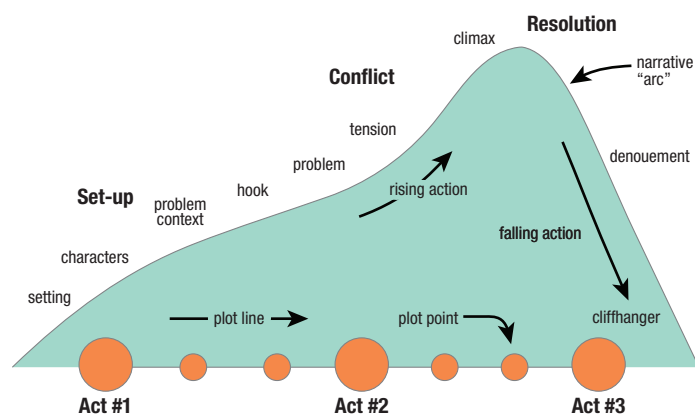 Resolution
climax
narrative
“arc”
Conflict
tension
denouement
problem
rising action
hook
Set-up
problem
context
falling action
characters
setting
plot line
plot point
cliffhanger
Act #1
Act #2
Act #3